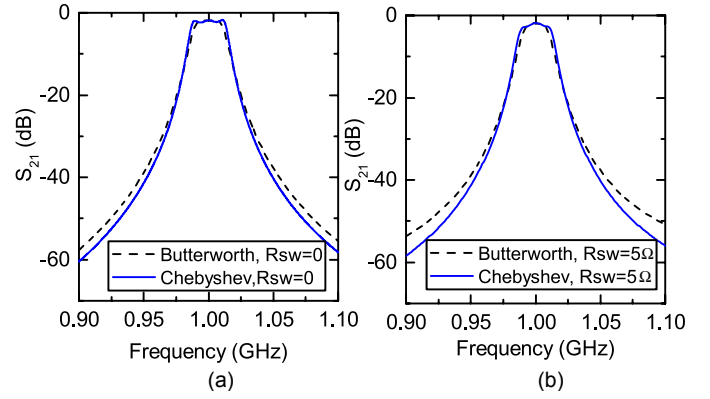 0
-20
-40
-60
S21 (dB)
Butterworth, Rsw=0
Chebyshev,Rsw=0
0.90 0.95 1.00 1.05 1.10
Frequency (GHz)
(a)
0
-20
-40
-60
S21 (dB)
Butterworth, Rsw=5Ω
Chebyshev, Rsw=5Ω
0.90 0.95 1.00 1.05 1.10
Frequency (GHz)
(b)